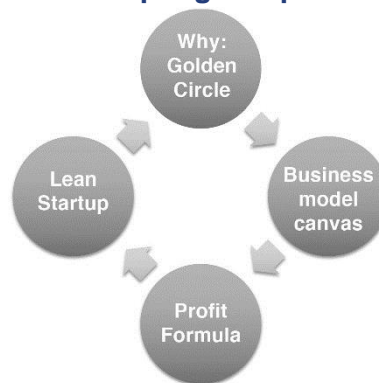 Why:
Golden
Circle
Business
model
canvas
Profit
Formula
Lean
Startup